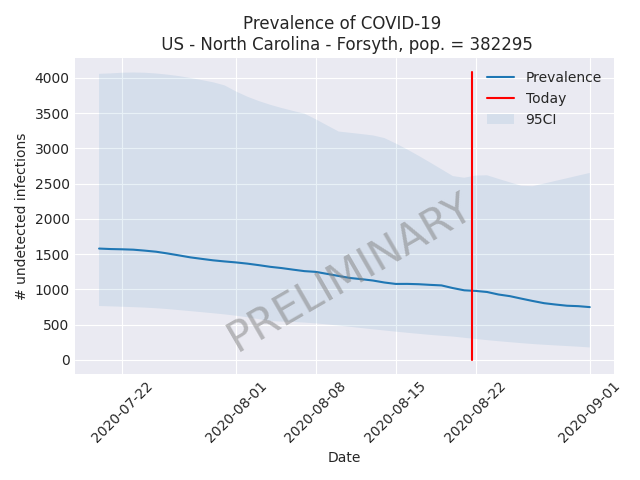 Prevalence of COVID-19
US - North Carolina - Forsyth, pop. = 382295
Prevalence
Today
95CI
4000
3500
3000
2500
2000
1500
1000
500
0
# undetected infections
PRELIMINARY
2020-07-22
2020-08-01
2020-08-08
2020-08-15
2020-08-22
2020-09-01
Date